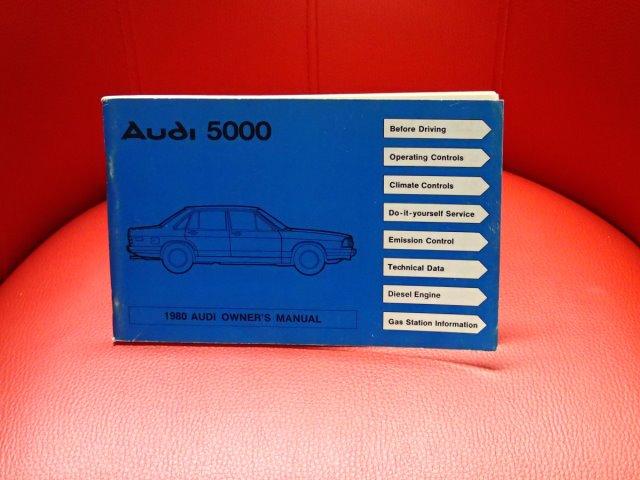 Audi 5000
Before Driving
Operating Controls
Climate Controls
Do-it-yourself Service
Emission Control
Technical Data
Diesel Engine
Gas Station Information
1980 AUDI OWNER'S MANUAL